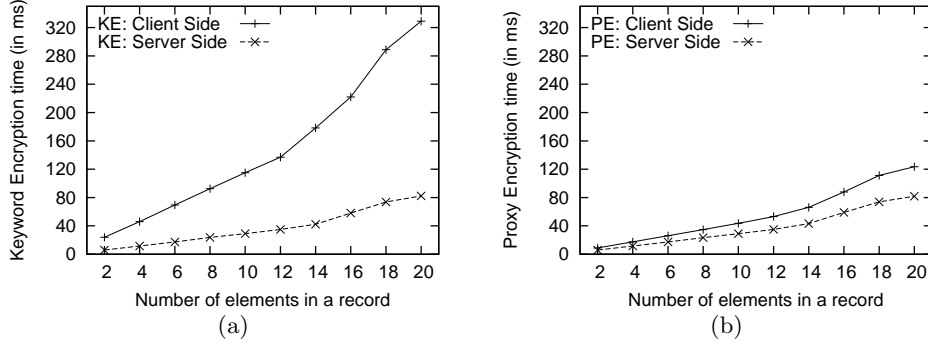 Keyword Encryption time (in ms)
320
280
240
200
160
120
80
40
0
KE: Client Side
KE: Server Side
2 4 6 8 10 12 14 16 18 20
Number of elements in a record
(a)
Proxy Encryption time (in ms)
320
280
240
200
160
120
80
40
0
PE: Client Side
PE: Server Side
2 4 6 8 10 12 14 16 18 20
Number of elements in a record
(b)